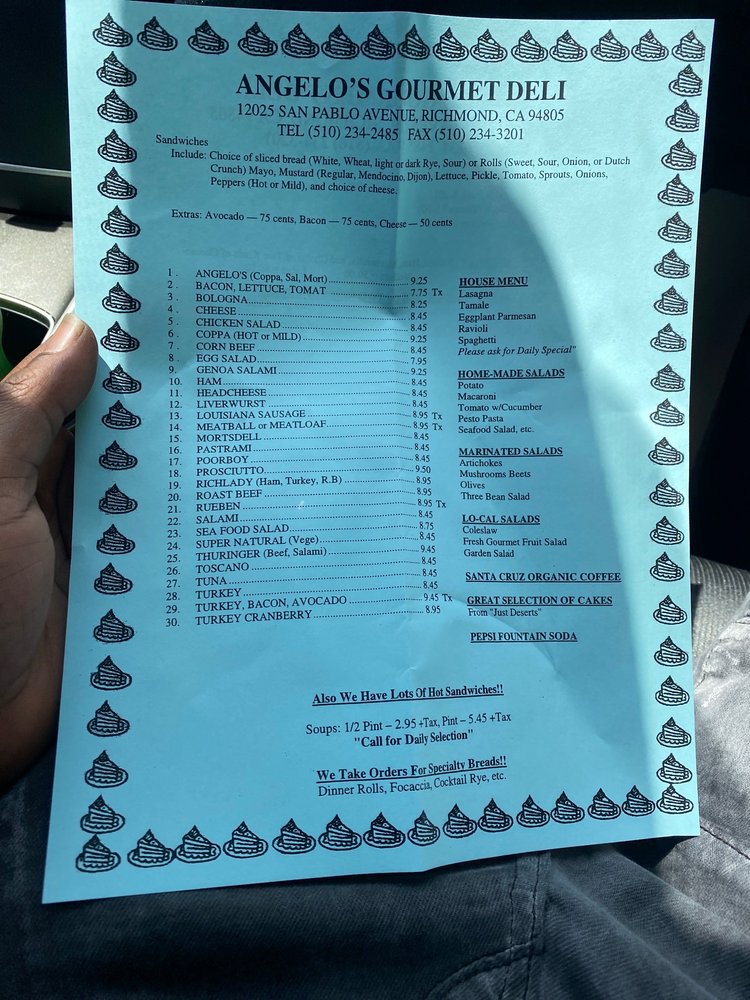 ANGELO'S GOURMET DELI
12025 SAN PABLO AVENUE, RICHMOND, CA 94805
TEL (510) 234-2485 FAX (510) 234-3201
Sandwiches
Include: Choice of sliced bread (White, Wheat, light or dark Rye, Sour) or Rolls (Sweet, Sour, Onion, or Dutch
Crunch) Mayo, Mustard (Regular, Mendocino, Dijon), Lettuce, Pickle, Tomato, Sprouts, Onions,
Peppers (Hot or Mild), and choice of cheese.
Extras: Avocado — 75 cents, Bacon — 75 cents, Cheese — 50 cents
1. ANGELO'S (Coppa, Sal, Mort) 9.25
2. BACON, LETTUCE, TOMAT 7.75 Tx
3. BOLOGNA 8.25
4. CHEESE 8.45
5. CHICKEN SALAD 8.45
6. COPPA (HOT or MILD) 9.25
7. CORN BEEF 8.45
8. EGG SALAD 7.95
9. GENOA SALAMI 9.25
10. HAM 8.45
11. HEADCHEESE 8.45
12. LIVERWURST 8.45
13. LOUISIANA SAUSAGE 8.95 Tx
14. MEATBALL or MEATLOAF 8.95 Tx
15. MORTSDELL 8.45
16. PASTRAMI 8.45
17. POORBOY 8.45
18. PROSCIUTTO 9.50
19. RICHLADY (Ham, Turkey, R.B) 8.95
20. ROAST BEEF 8.95
21. RUEBEN 8.95 Tx
22. SALAMI 8.45
23. SEA FOOD SALAD 8.75
24. SUPER NATURAL (Vege) 8.45
25. THURINGER (Beef, Salami) 9.45
26. TOSCANO 8.45
27. TUNA 8.45
28. TURKEY 8.45
29. TURKEY, BACON, AVOCADO 9.45 Tx
30. TURKEY CRANBERRY 8.95
HOUSE MENU
Lasagna
Tamale
Eggplant Parmesan
Ravioli
Spaghetti
Please ask for Daily Special"
HOME-MADE SALADS
Potato
Macaroni
Tomato w/Cucumber
Pesto Pasta
Seafood Salad, etc.
MARINATED SALADS
Artichokes
Mushrooms Beets
Olives
Three Bean Salad
LO-CAL SALADS
Coleslaw
Fresh Gourmet Fruit Salad
Garden Salad
SANTA CRUZ ORGANIC COFFEE
GREAT SELECTION OF CAKES
From "Just Deserts"
PEPSI FOUNTAIN SODA
Also We Have Lots Of Hot Sandwiches!!
Soups: 1/2 Pint – 2.95 +Tax, Pint – 5.45 +Tax
"Call for Daily Selection"
We Take Orders For Specialty Breads!!
Dinner Rolls, Focaccia, Cocktail Rye, etc.